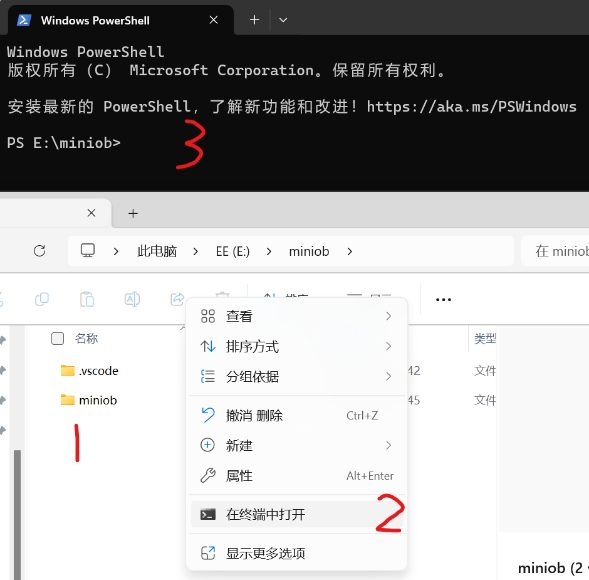 Windows PowerShell
Windows PowerShell
版权所有 (C) Microsoft Corporation。保留所有权利。
安装最新的 PowerShell，了解新功能和改进！https://aka.ms/PSWindows
PS E:\miniob>
3
此电脑 > EE (E:) > miniob >
在 miniob
名称
类型
.vscode
42
文件
miniob
45
文件
1
查看
排序方式
分组依据
撤消 删除 Ctrl+Z
新建
属性 Alt+Enter
在终端中打开
2
显示更多选项
miniob (2